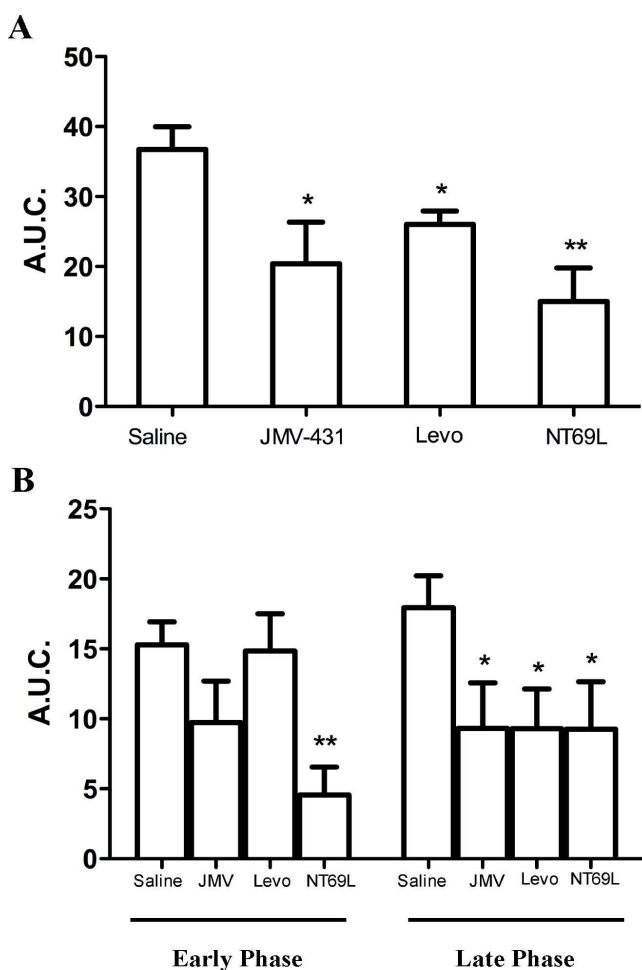 A
50
40
30
20
10
0
A.U.C.
* * **
Saline JMV-431 Levo NT69L
B
25
20
15
10
5
0
A.U.C.
** * * *
Saline JMV Levo NT69L Saline JMV Levo NT69L
Early Phase Late Phase